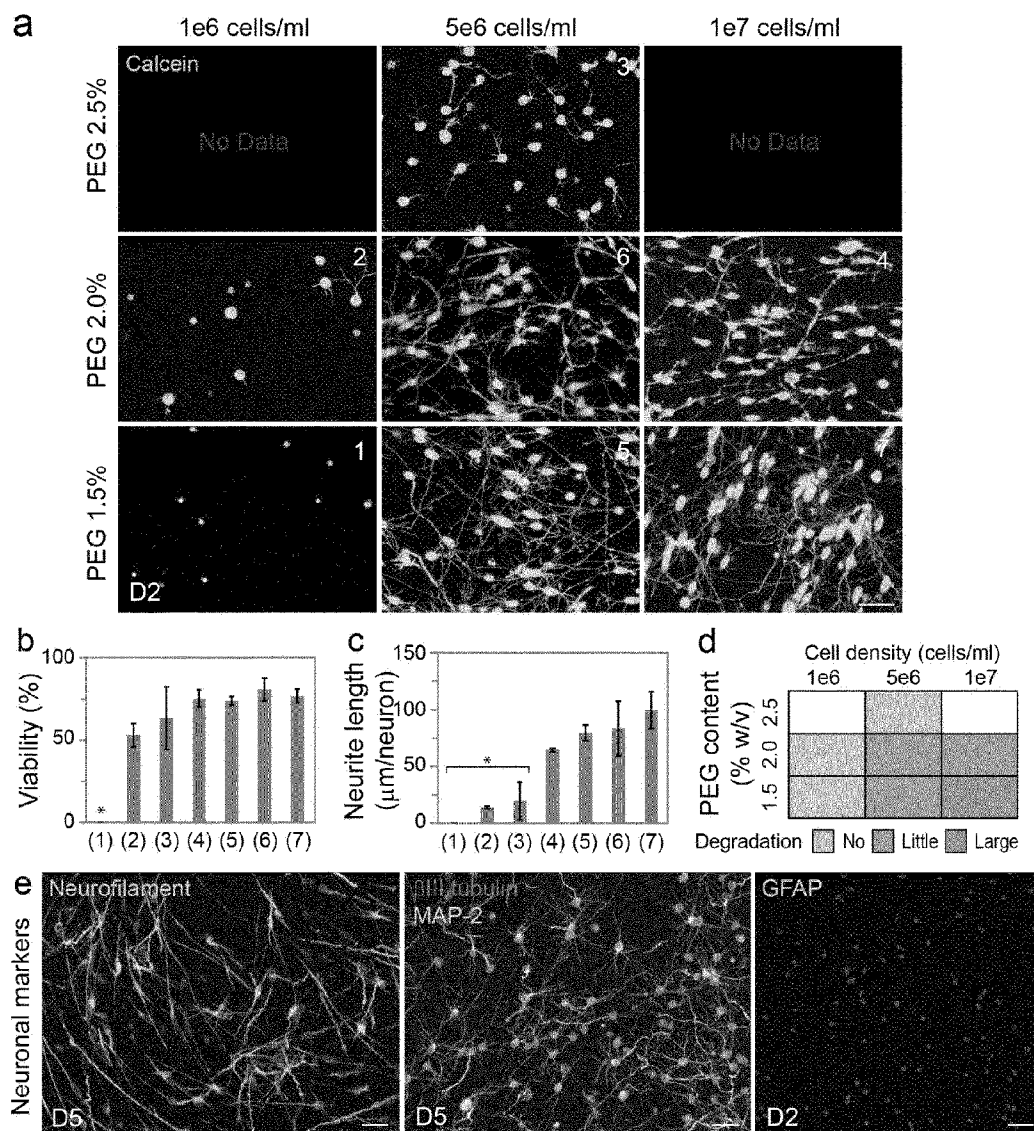 a
1e6 cells/ml 5e6 cells/ml 1e7 cells/ml
PEG 2.5%
Calcein
No Data
3
No Data
PEG 2.0%
2
6
4
PEG 1.5%
1
D2
5
7
b
Viability (%)
100
50
0
*
(1) (2) (3) (4) (5) (6) (7)
c
Neurite length
(μm/neuron)
150
100
50
0
*
(1) (2) (3) (4) (5) (6) (7)
d
Cell density (cells/ml)
1e6 5e6 1e7
PEG content
(% w/v)
2.5
2.0
1.5
Degradation No Little Large
e
Neuronal markers
Neurofilament
D5
βIII tubulin
MAP-2
D5
GFAP
D2